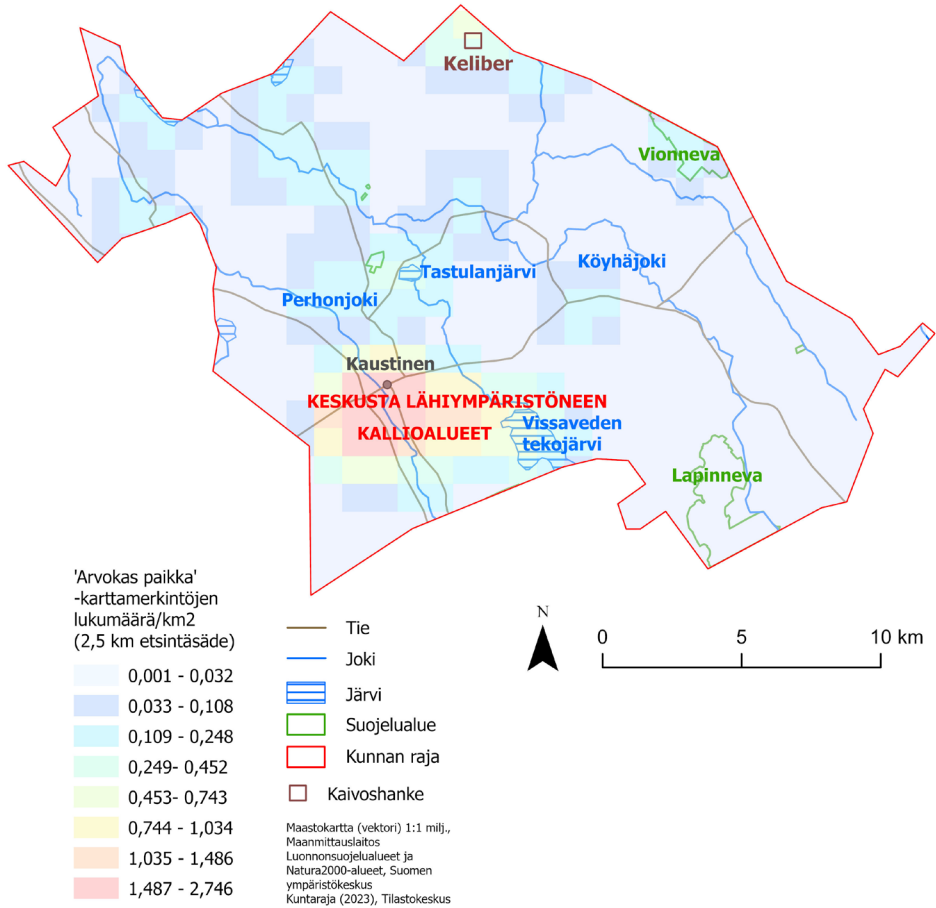 Keliber
Vionneva
Tastulanjärvi
Köyhäjoki
Perhonjoki
Kaustinen
KESKUSTA LÄHIYMPÄRISTÖNEEN
KALLIOALUEET
Vissaveden
tekojärvi
Lapinneva
'Arvokas paikka'
-karttamerkintöjen
lukumäärä/km2
(2,5 km etsintäsäde)
0,001 - 0,032
0,033 - 0,108
0,109 - 0,248
0,249- 0,452
0,453- 0,743
0,744 - 1,034
1,035 - 1,486
1,487 - 2,746
Tie
Joki
Järvi
Suojelualue
Kunnan raja
Kaivoshanke
Maastokartta (vektori) 1:1 milj.,
Maanmittauslaitos
Luonnonsuojelualueet ja
Natura2000-alueet, Suomen
ympäristökeskus
Kuntaraja (2023), Tilastokeskus
N
0 5 10 km